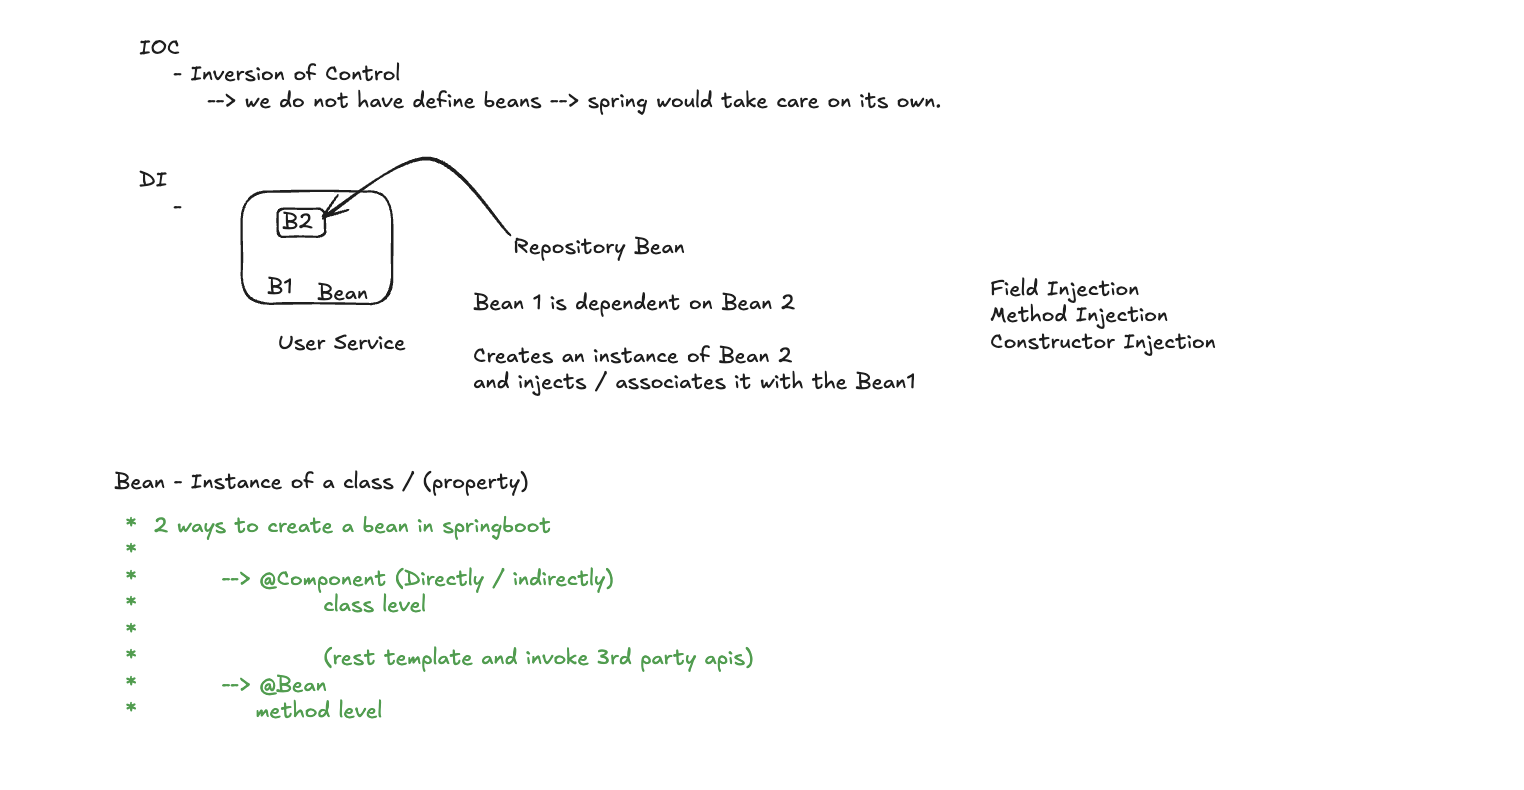 IOC
- Inversion of Control
--> we do not have define beans --> spring would take care on its own.
DI
-
B2
B1 Bean
User Service
Repository Bean
Bean 1 is dependent on Bean 2
Creates an instance of Bean 2
and injects / associates it with the Bean1
Field Injection
Method Injection
Constructor Injection
Bean - Instance of a class / (property)
* 2 ways to create a bean in springboot
*
* --> @Component (Directly / indirectly)
* class level
*
* (rest template and invoke 3rd party apis)
* --> @Bean
* method level